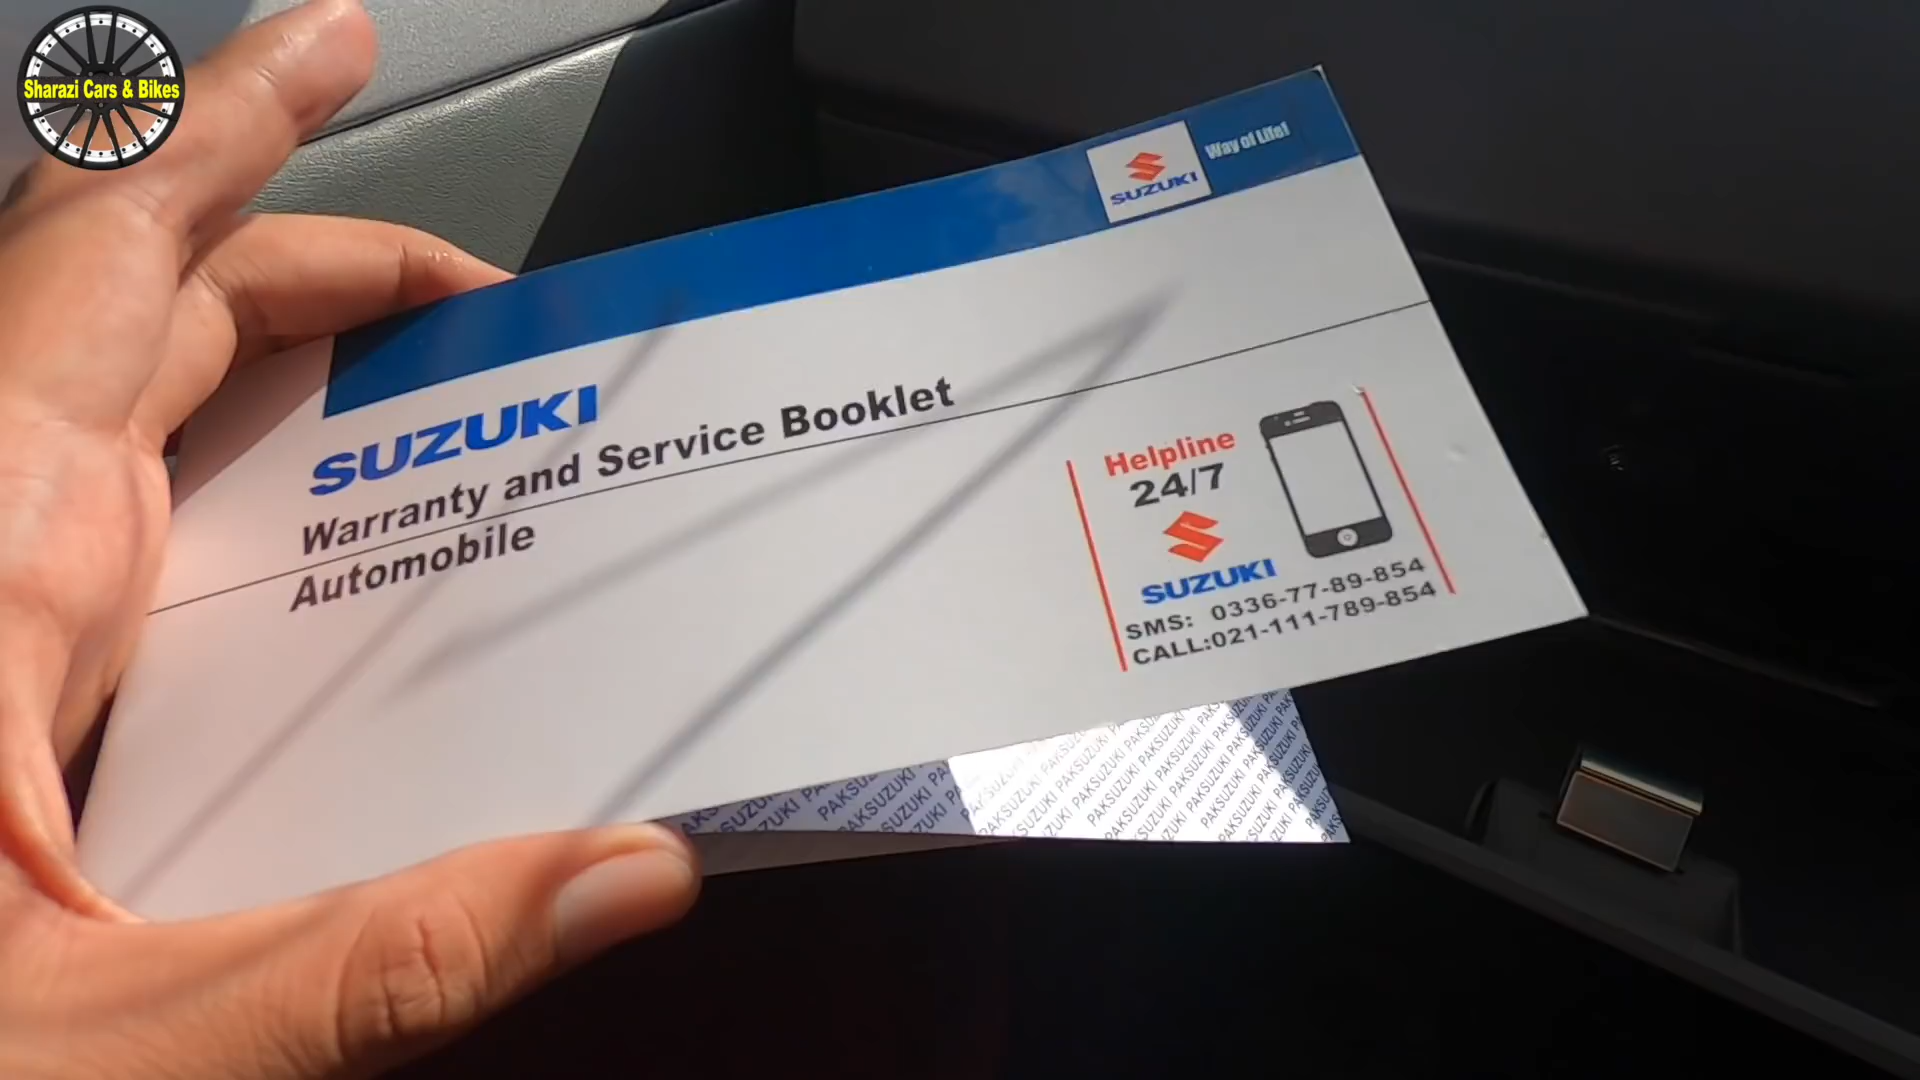 Sharazi Cars & Bikes
SUZUKI
Way of Life!
SUZUKI
Warranty and Service Booklet
Automobile
Helpline
24/7
SUZUKI
SMS: 0336-77-89-854
CALL:021-111-789-854
PAKSUZUKI PAKSUZUKI PAKSUZUKI